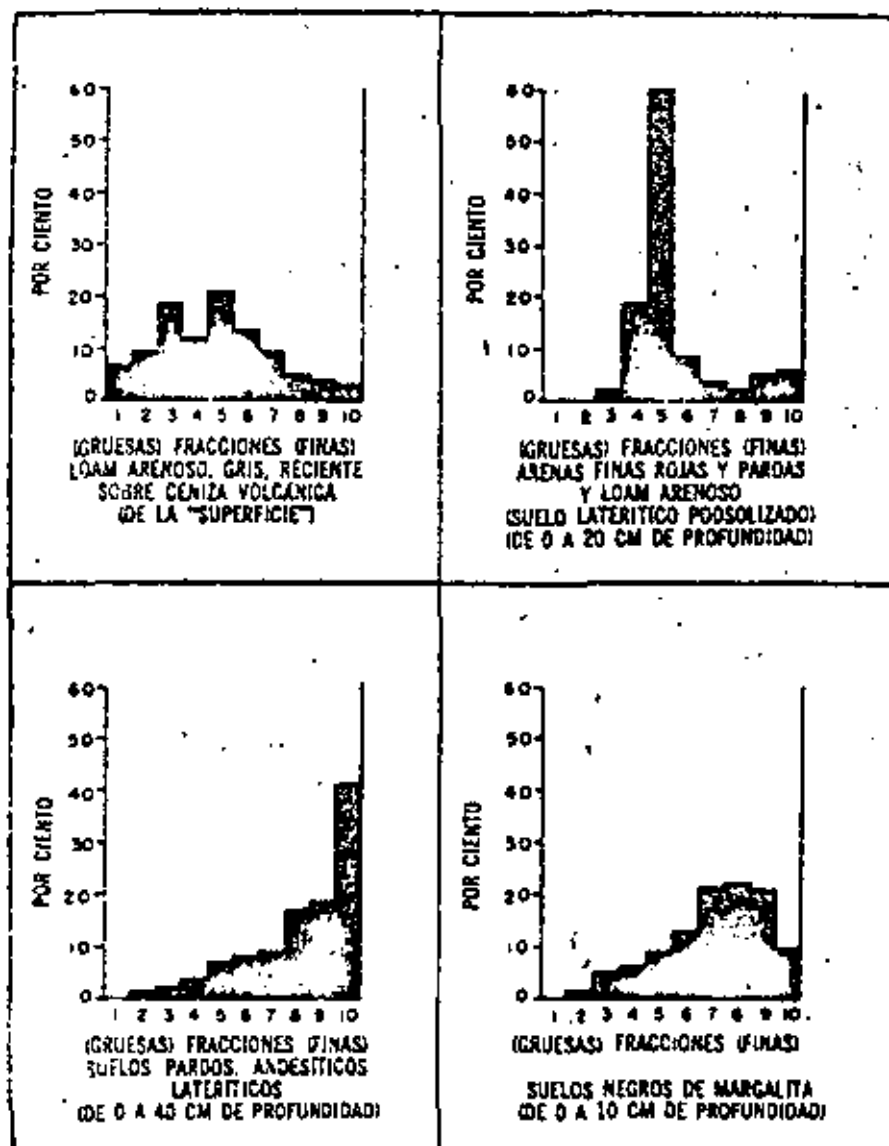 POR CIENTO
60
50
40
30
20
10
0
1 2 3 4 5 6 7 8 9 10
(GRUESAS) FRACCIONES (FINAS)
LOAM ARENOSO, GRIS, RECIENTE
SOBRE CENIZA VOLCANICA
(DE LA "SUPERFICIE")
POR CIENTO
60
50
40
30
20
10
0
1 2 3 4 5 6 7 8 9 10
(GRUESAS) FRACCIONES (FINAS)
ARENAS FINAS ROJAS Y PARDAS
Y LOAM ARENOSO
(SUELO LATERITICO PODSOLIZADO)
(DE 0 A 20 CM DE PROFUNDIDAD)
POR CIENTO
60
50
40
30
20
10
0
1 2 3 4 5 6 7 8 9 10
(GRUESAS) FRACCIONES (FINAS)
SUELOS PARDOS, ANDESITICOS
LATERITICOS
(DE 0 A 40 CM DE PROFUNDIDAD)
POR CIENTO
60
50
40
30
20
10
0
1 2 3 4 5 6 7 8 9 10
(GRUESAS) FRACCIONES (FINAS)
SUELOS NEGROS DE MARGALITA
(DE 0 A 10 CM DE PROFUNDIDAD)